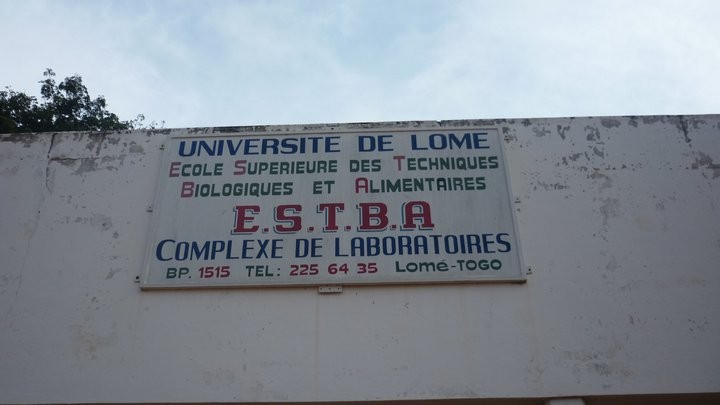 UNIVERSITE DE LOME
ECOLE SUPERIEURE DES TECHNIQUES
BIOLOGIQUES ET ALIMENTAIRES
E.S.T.B.A
COMPLEXE DE LABORATOIRES
BP. 1515 TEL: 225 64 35 LOMÉ-TOGO